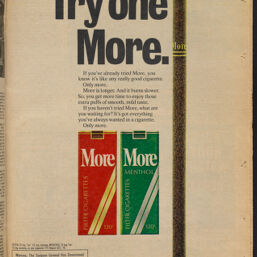 Try one
More.
More
If you've already tried More, you
know it's like any really good cigarette.
Only more.
More is longer. And it burns slower.
So, you get more time to enjoy those
extra puffs of smooth, mild taste.
If you haven't tried More, what are
you waiting for? It's got everything
you've always wanted in a cigarette.
Only more.
More
More
MENTHOL
FILTER CIGARETTES
FILTER CIGARETTES
120s
120s
Warning: The Surgeon General Has Determined